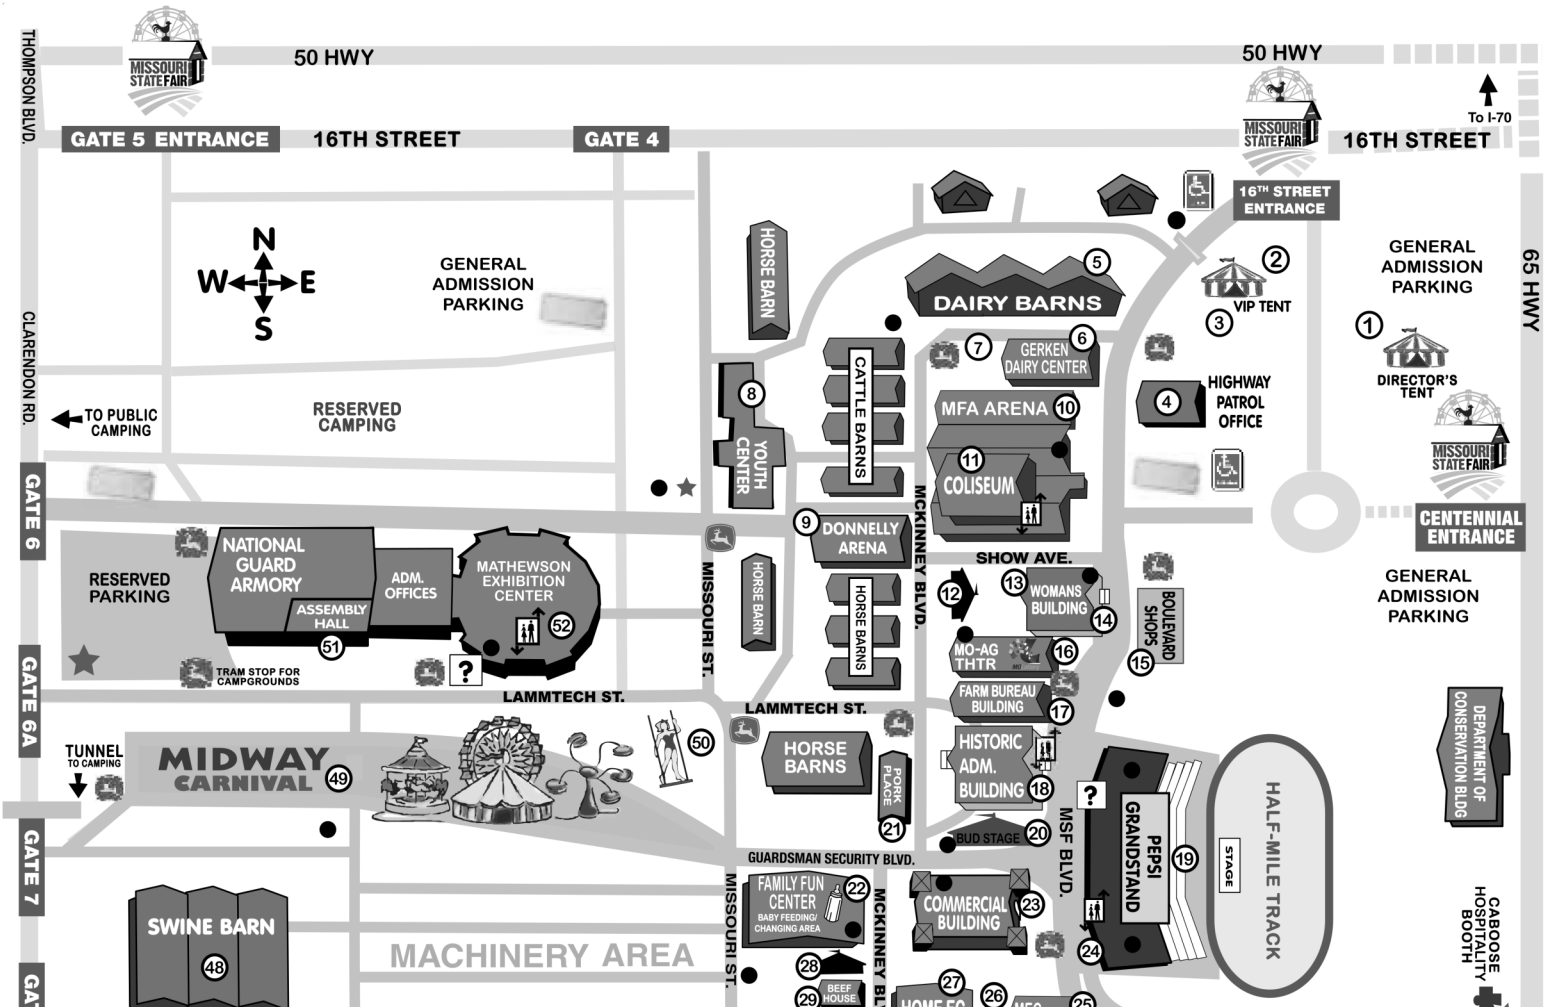 THOMPSON BLVD.
MISSOURI
STATE FAIR
50 HWY
50 HWY
To I-70
GATE 5 ENTRANCE
16TH STREET
GATE 4
MISSOURI
STATE FAIR
16TH STREET
16TH STREET
ENTRANCE
N
W E
S
GENERAL
ADMISSION
PARKING
HORSE BARN
5
DAIRY BARNS
2
VIP TENT
3
GENERAL
ADMISSION
PARKING
65 HWY
1
DIRECTOR'S
TENT
CLARENDON RD.
TO PUBLIC
CAMPING
RESERVED
CAMPING
8
YOUTH
CENTER
CATTLE BARNS
7
6
GERKEN
DAIRY CENTER
MFA ARENA
10
11
COLISEUM
4
HIGHWAY
PATROL
OFFICE
MISSOURI
STATE FAIR
CENTENNIAL
ENTRANCE
GATE 6
RESERVED
PARKING
NATIONAL
GUARD
ARMORY
ASSEMBLY
HALL
51
ADM.
OFFICES
MATHEWSON
EXHIBITION
CENTER
52
?
TRAM STOP FOR
CAMPGROUNDS
MISSOURI ST.
HORSE BARN
9
DONNELLY
ARENA
HORSE BARNS
MCKINNEY BLVD.
SHOW AVE.
12
13
WOMANS
BUILDING
14
BOULEVARD
SHOPS
15
GENERAL
ADMISSION
PARKING
MO-AG
THTR
16
FARM BUREAU
BUILDING
17
GATE 6A
LAMMTECH ST.
LAMMTECH ST.
TUNNEL
TO CAMPING
MIDWAY
CARNIVAL
49
50
HORSE
BARNS
PORK
PLACE
21
HISTORIC
ADM.
BUILDING
18
BUD STAGE
20
MSF BLVD.
?
PEPSI
GRANDSTAND
19
STAGE
HALF-MILE TRACK
DEPARTMENT OF
CONSERVATION BLDG
GATE 7
GUARDSMAN SECURITY BLVD.
SWINE BARN
48
MACHINERY AREA
MISSOURI ST.
FAMILY FUN
CENTER
22
BABY FEEDING/
CHANGING AREA
MCKINNEY BL
COMMERCIAL
BUILDING
23
24
CABOOSE
HOSPITALITY
BOOTH
28
29
BEEF
HOUSE
27
26
25